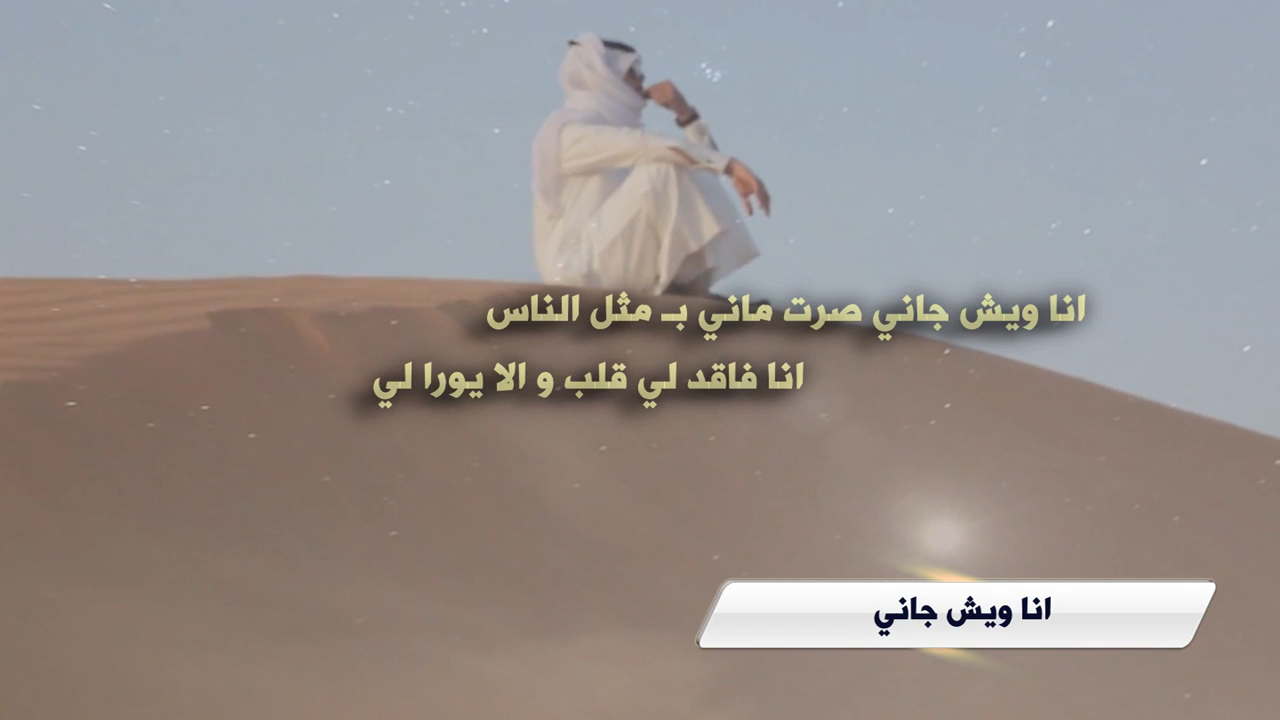 انا ويش جاني صرت ماني بـ مثل الناس
انا فاقد لي قلب و الا يورا لي
انا ويش جاني